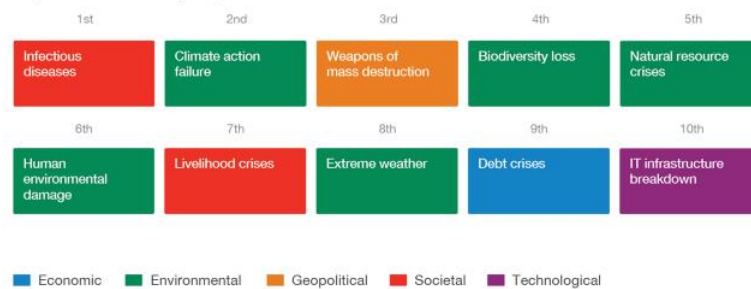 1st 2nd 3rd 4th 5th
Infectious
diseases
Climate action
failure
Weapons of
mass destruction
Biodiversity loss
Natural resource
crises
6th 7th 8th 9th 10th
Human
environmental
damage
Livelihood crises
Extreme weather
Debt crises
IT infrastructure
breakdown
Economic Environmental Geopolitical Societal Technological